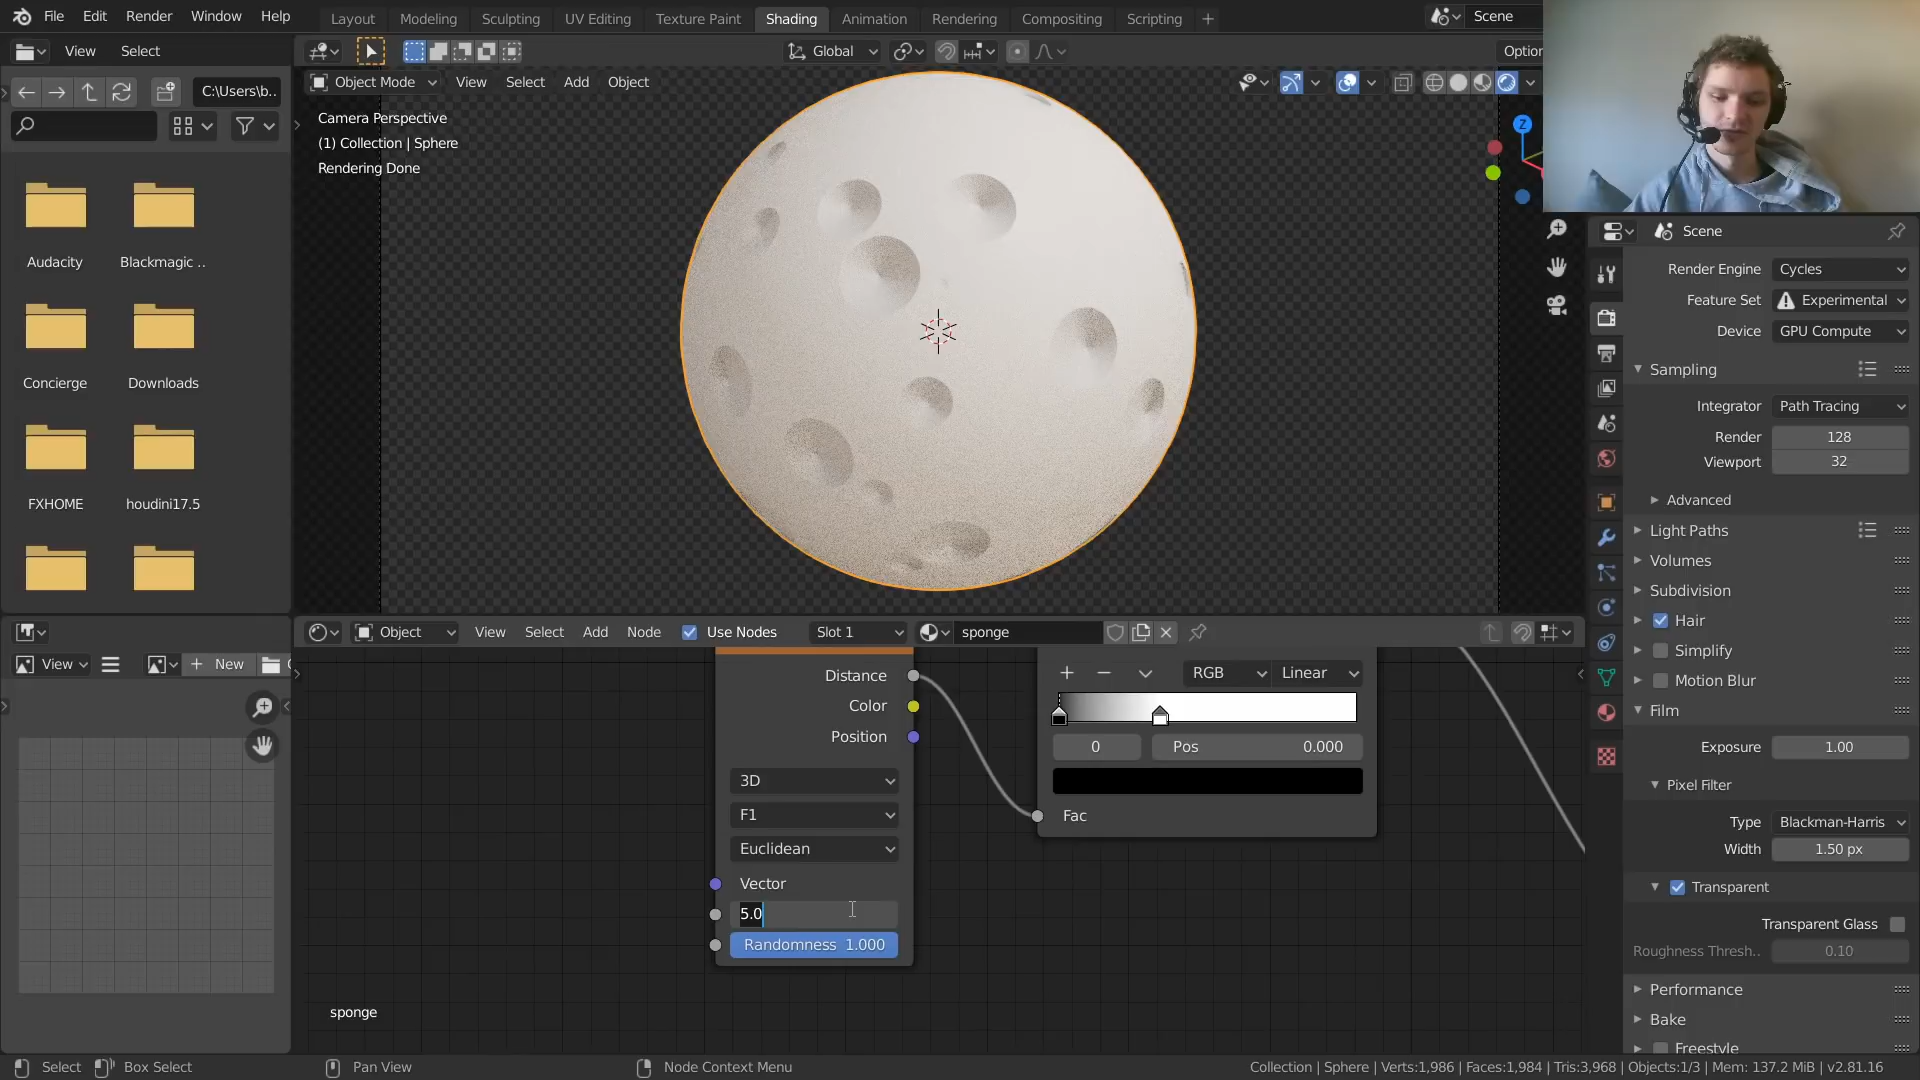 File Edit Render Window Help
Layout Modeling Sculpting UV Editing Texture Paint Shading Animation Rendering Compositing Scripting +
Scene
View Select
Global
Option
C:\Users\b..
Object Mode View Select Add Object
Camera Perspective
(1) Collection | Sphere
Rendering Done
Z
Audacity Blackmagic ..
Concierge Downloads
FXHOME houdini17.5
Scene
Render Engine Cycles
Feature Set Experimental
Device GPU Compute
Sampling
Integrator Path Tracing
Render 128
Viewport 32
Advanced
Light Paths
Volumes
Subdivision
Hair
Simplify
Motion Blur
Film
Exposure 1.00
Pixel Filter
Type Blackman-Harris
Width 1.50 px
Transparent
Transparent Glass
Roughness Thresh.. 0.10
Performance
Bake
Freestyle
Object View Select Add Node Use Nodes Slot 1 sponge
View New
Distance
Color
Position
3D
F1
Euclidean
Vector
5.0
Randomness 1.000
RGB Linear
0 Pos 0.000
Fac
sponge
Select Box Select Pan View Node Context Menu
Collection | Sphere | Verts:1,986 | Faces:1,984 | Tris:3,968 | Objects:1/3 | Mem: 137.2 MiB | v2.81.16